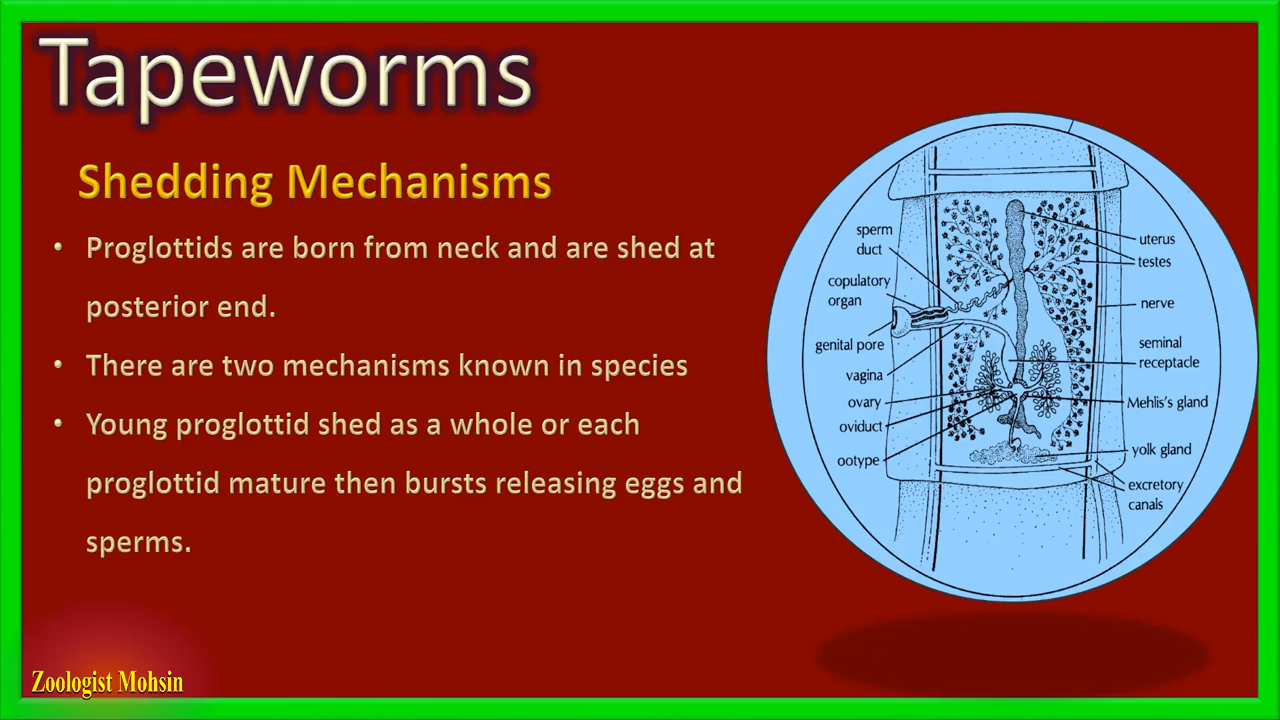 Tapeworms
Shedding Mechanisms
• Proglottids are born from neck and are shed at
posterior end.
• There are two mechanisms known in species
• Young proglottid shed as a whole or each
proglottid mature then bursts releasing eggs and
sperms.
sperm
duct
copulatory
organ
genital pore
vagina
ovary
oviduct
ootype
uterus
testes
nerve
seminal
receptacle
Mehlis's gland
yolk gland
excretory
canals
Zoologist Mohsin